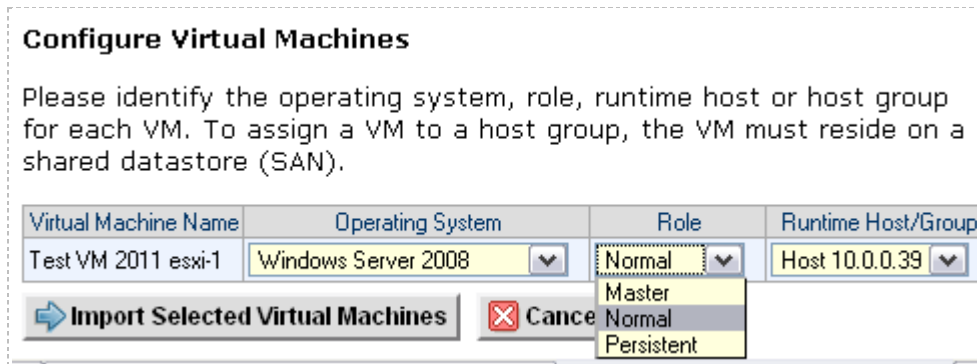 Configure Virtual Machines
Please identify the operating system, role, runtime host or host group
for each VM. To assign a VM to a host group, the VM must reside on a
shared datastore (SAN).
Virtual Machine Name Operating System Role Runtime Host/Group
Test VM 2011 esxi-1 Windows Server 2008 Normal Host 10.0.0.39
Master
Import Selected Virtual Machines Cance Normal
Persistent